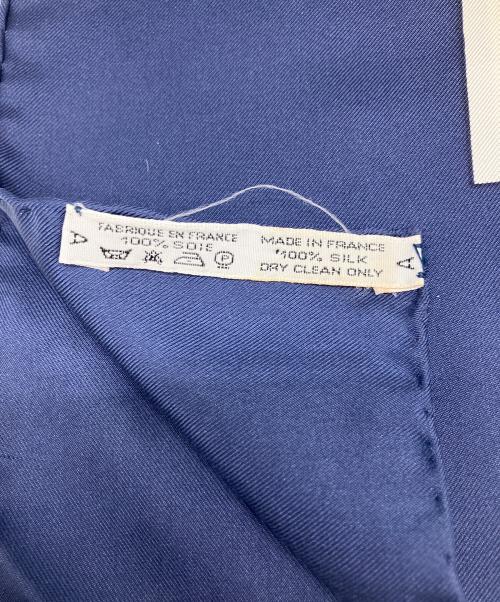 A
FABRIQUE EN FRANCE
100% SOIE
P
MADE IN FRANCE
100% SILK
DRY CLEAN ONLY
A